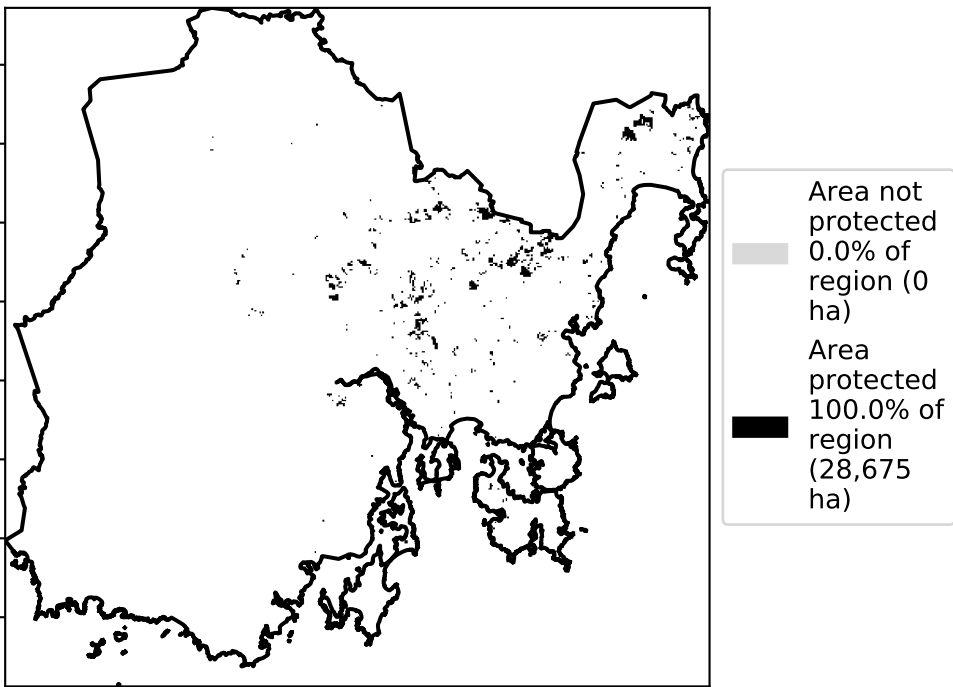 Area not
protected
0.0% of
region (0
ha)
Area
protected
100.0% of
region
(28,675
ha)